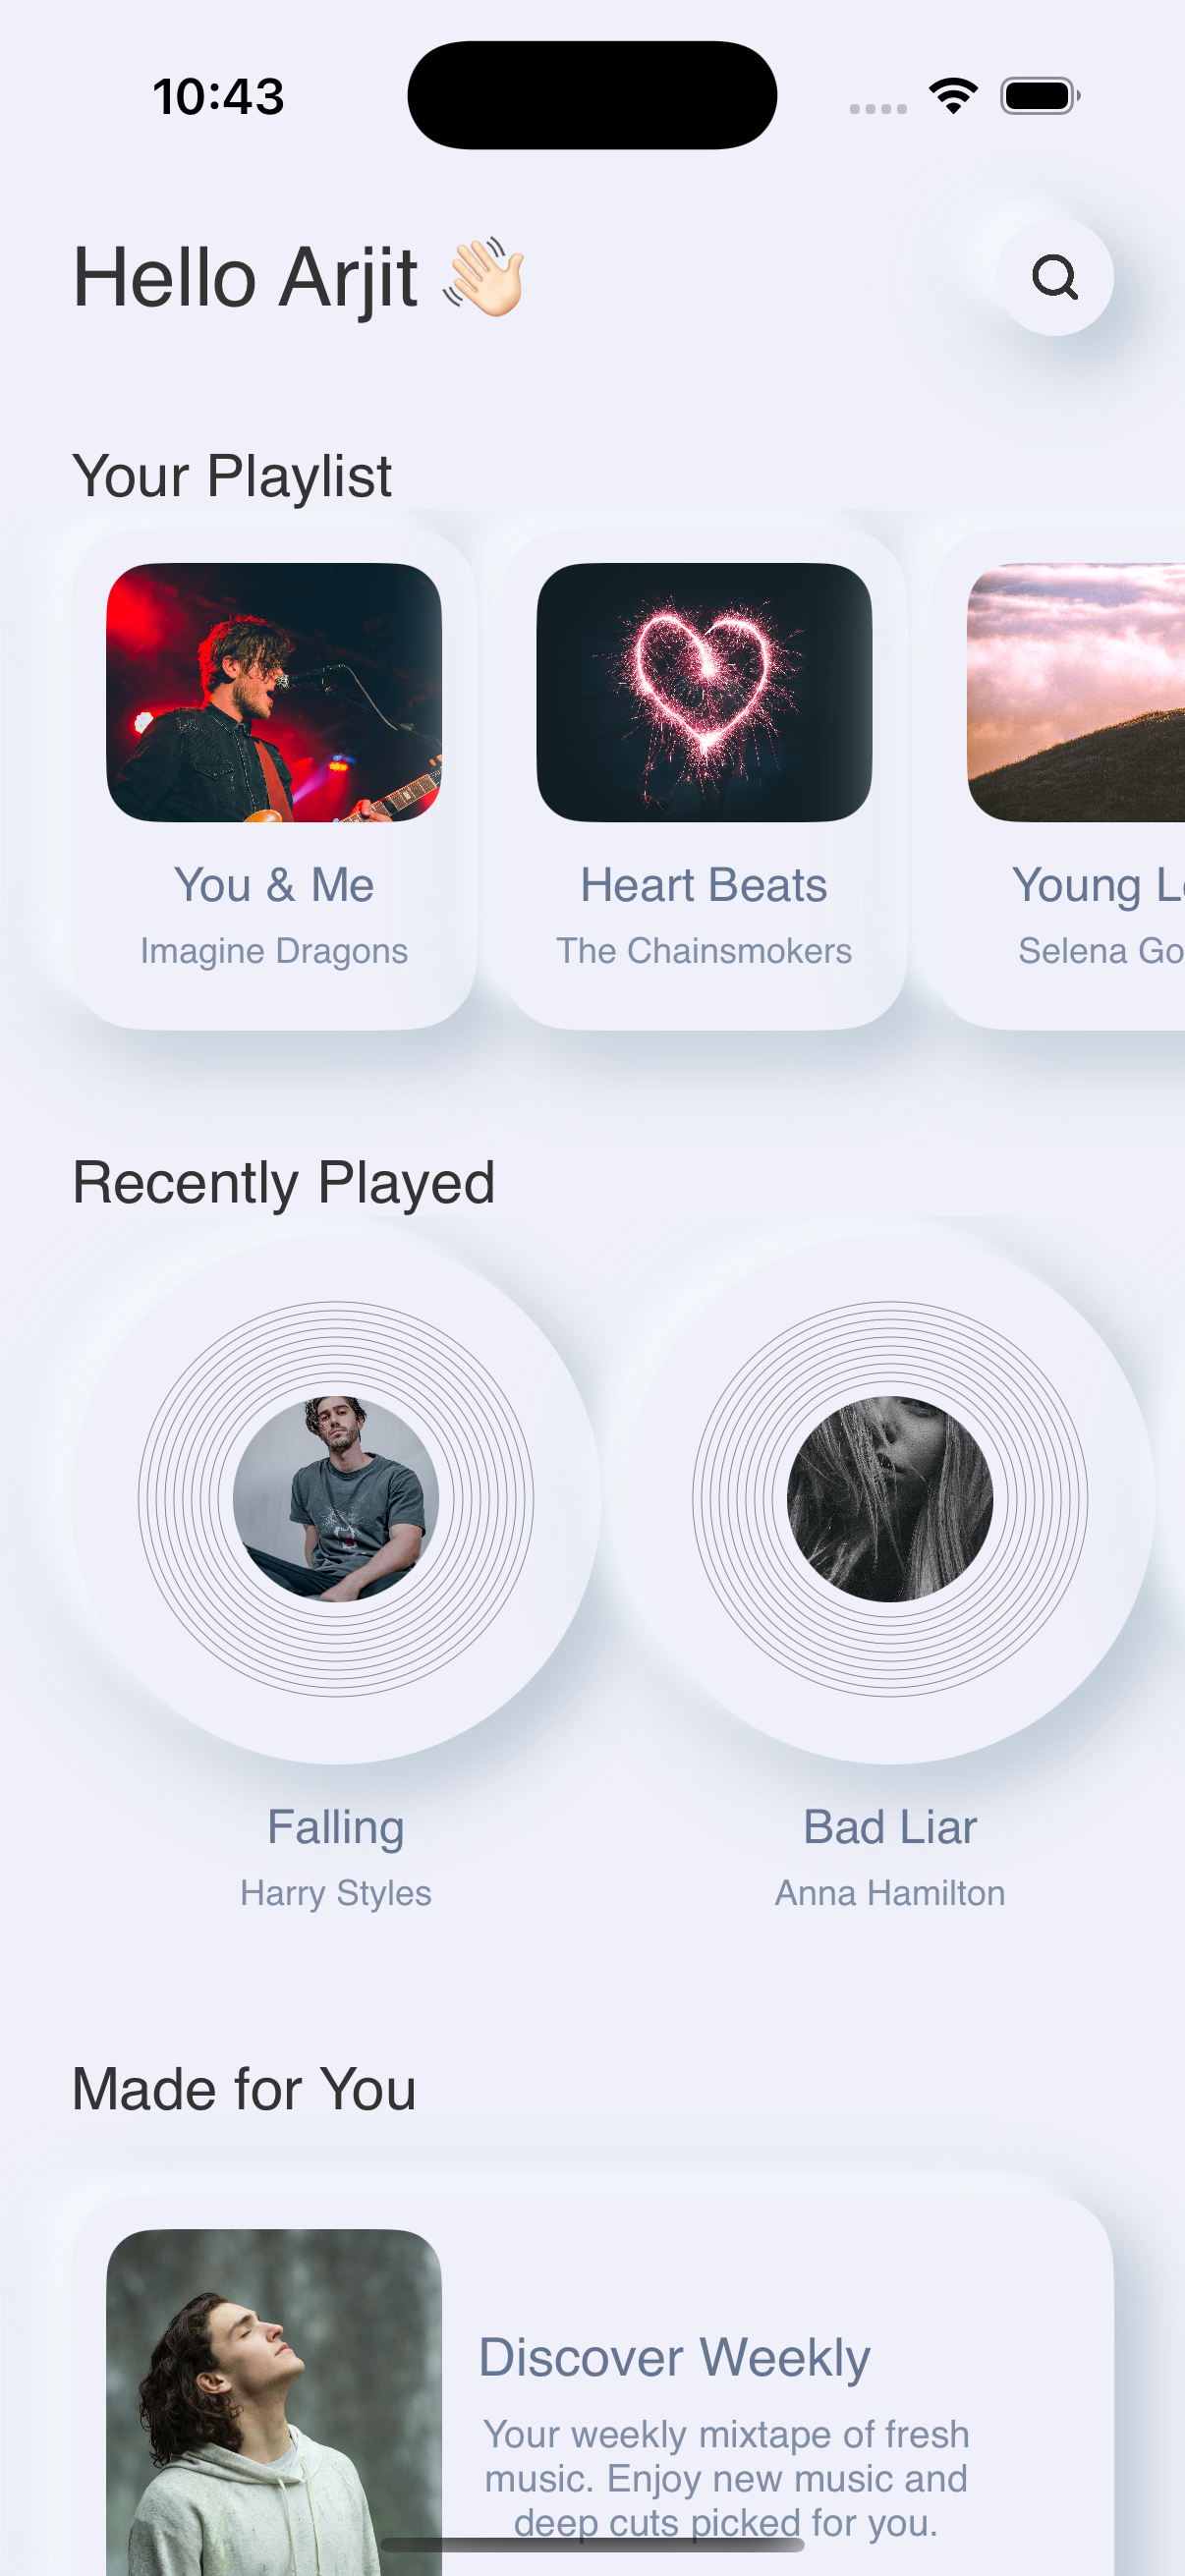 10:43
Hello Arjit 👋🏻
Your Playlist
You & Me
Imagine Dragons
Heart Beats
The Chainsmokers
Young L
Selena Go
Recently Played
Falling
Harry Styles
Bad Liar
Anna Hamilton
Made for You
Discover Weekly
Your weekly mixtape of fresh
music. Enjoy new music and
deep cuts picked for you.